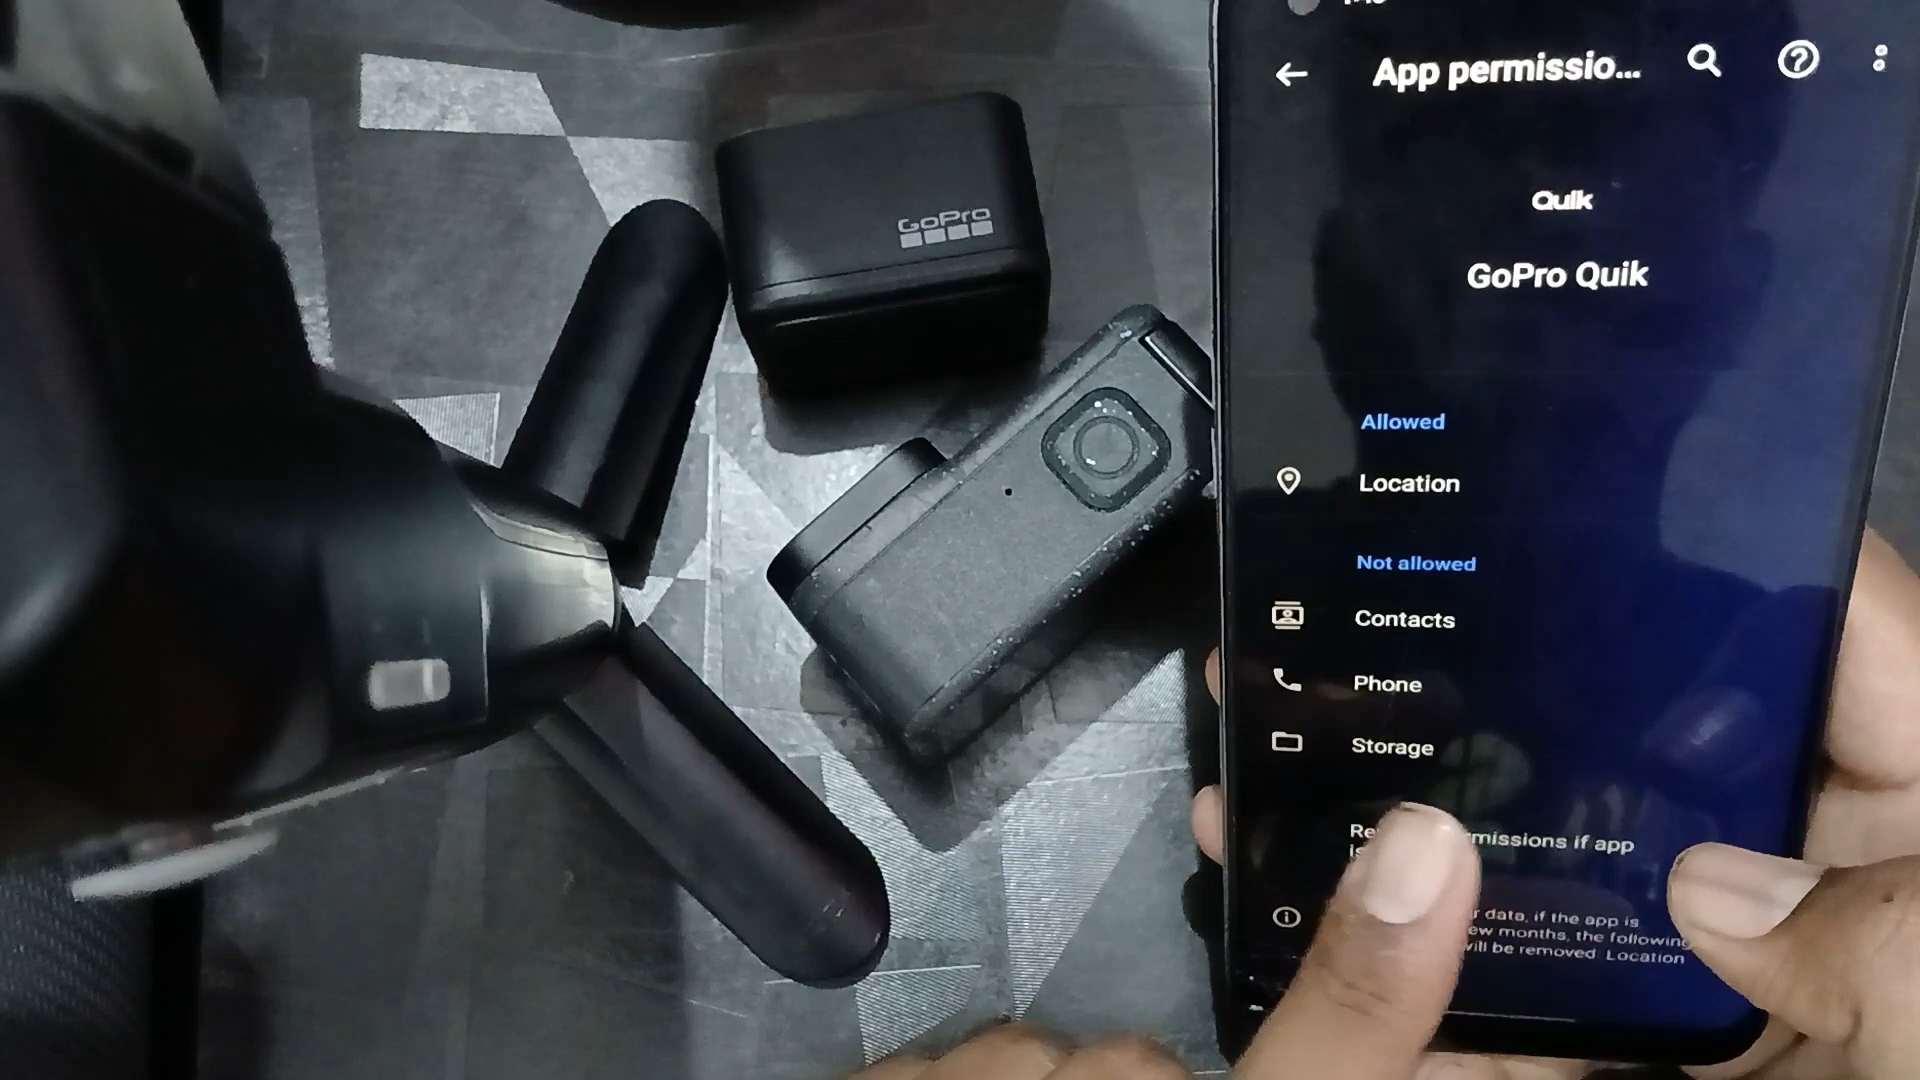 GoPro
App permissio...
Quik
GoPro Quik
Allowed
Location
Not allowed
Contacts
Phone
Storage
missions if app
data, if the app is
ew months, the following
will be removed: Location